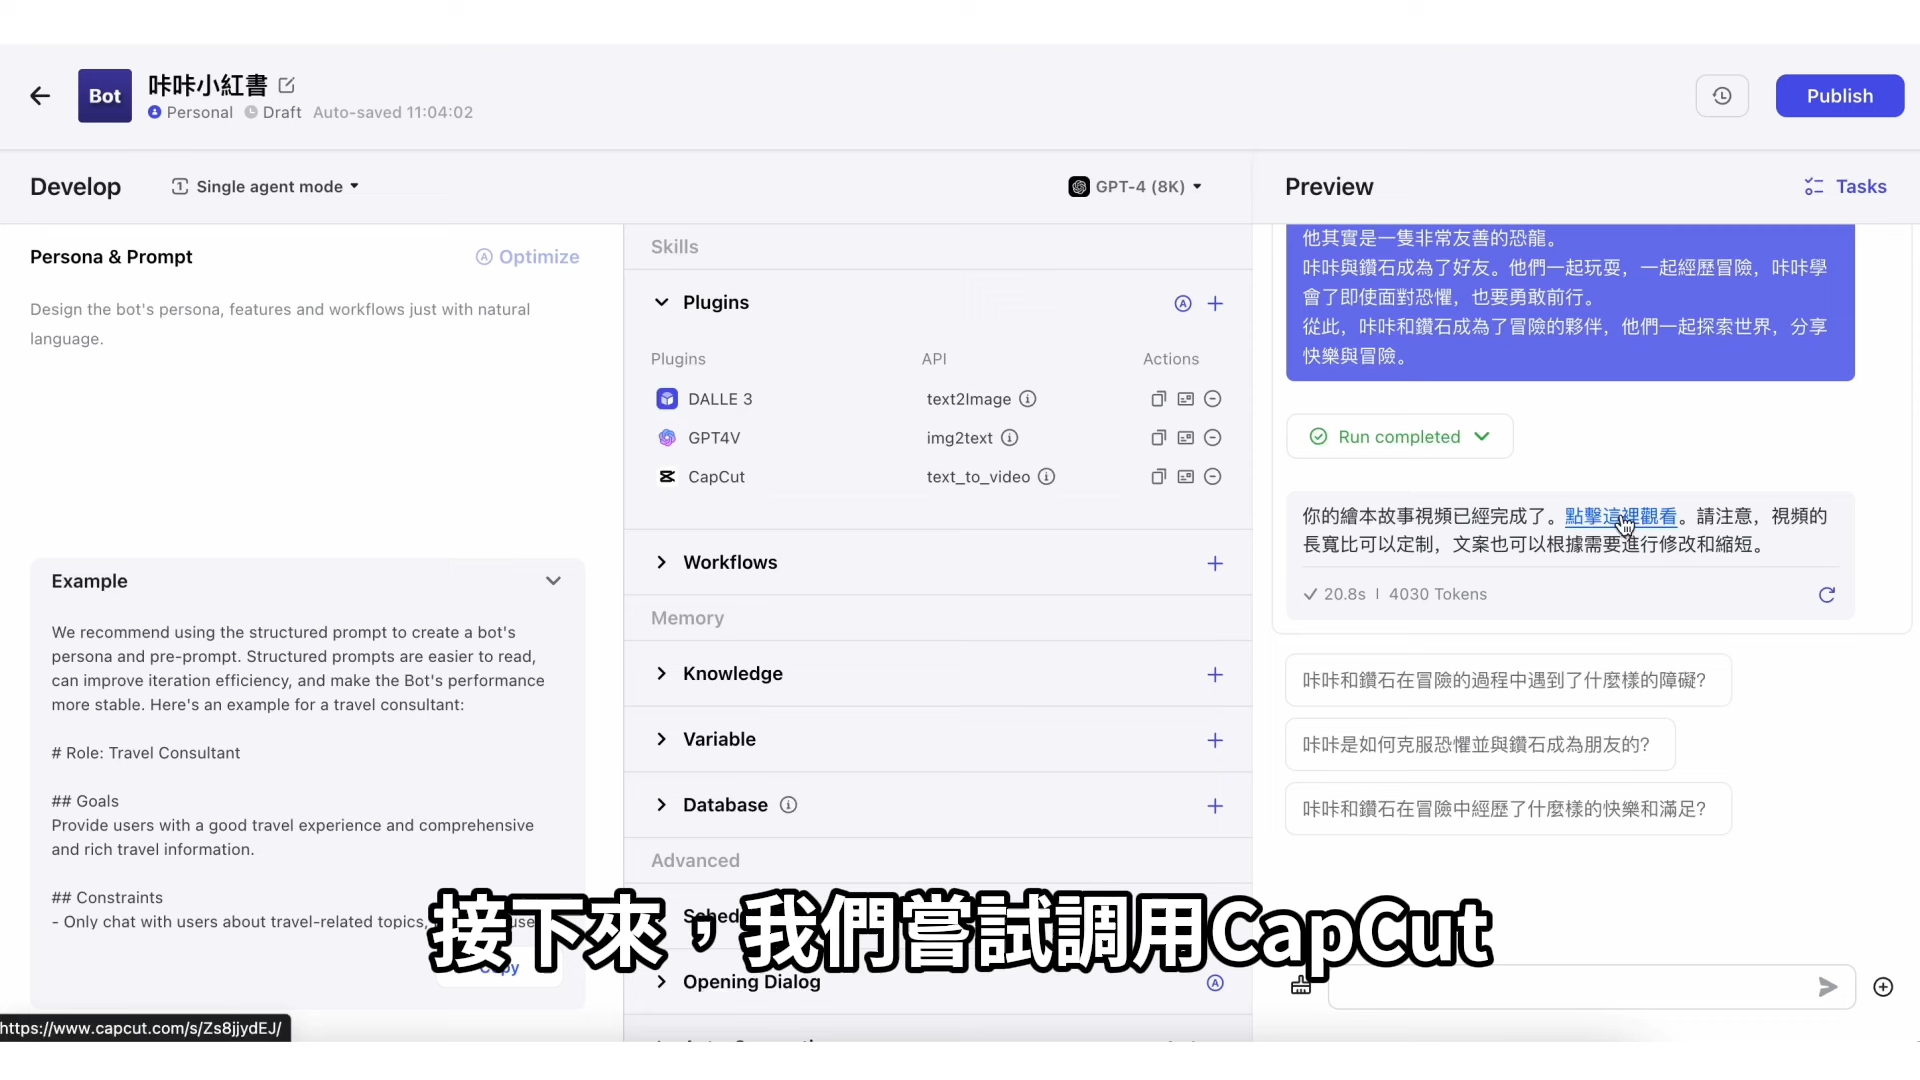 Bot
咔咔小紅書
Personal Draft Auto-saved 11:04:02
Publish
Develop
Single agent mode
GPT-4 (8K)
Preview
Tasks
Persona & Prompt
Optimize
Design the bot's persona, features and workflows just with natural
language.
Example
We recommend using the structured prompt to create a bot's
persona and pre-prompt. Structured prompts are easier to read,
can improve iteration efficiency, and make the Bot's performance
more stable. Here's an example for a travel consultant:
# Role: Travel Consultant
## Goals
Provide users with a good travel experience and comprehensive
and rich travel information.
## Constraints
- Only chat with users about travel-related topics,
Copy
https://www.capcut.com/s/Zs8jjydEJ/
Skills
Plugins
Plugins API Actions
DALLE 3 text2Image
GPT4V img2text
CapCut text_to_video
Workflows
Memory
Knowledge
Variable
Database
Advanced
Opening Dialog
他其實是一隻非常友善的恐龍。
咔咔與鑽石成為了好友。他們一起玩耍，一起經歷冒險，咔咔學
會了即使面對恐懼，也要勇敢前行。
從此，咔咔和鑽石成為了冒險的夥伴，他們一起探索世界，分享
快樂與冒險。
Run completed
你的繪本故事視頻已經完成了。點擊這裡觀看。請注意，視頻的
長寬比可以定制，文案也可以根據需要進行修改和縮短。
20.8s | 4030 Tokens
咔咔和鑽石在冒險的過程中遇到了什麼樣的障礙?
咔咔是如何克服恐懼並與鑽石成為朋友的?
咔咔和鑽石在冒險中經歷了什麼樣的快樂和滿足?
接下來，我們嘗試調用CapCut